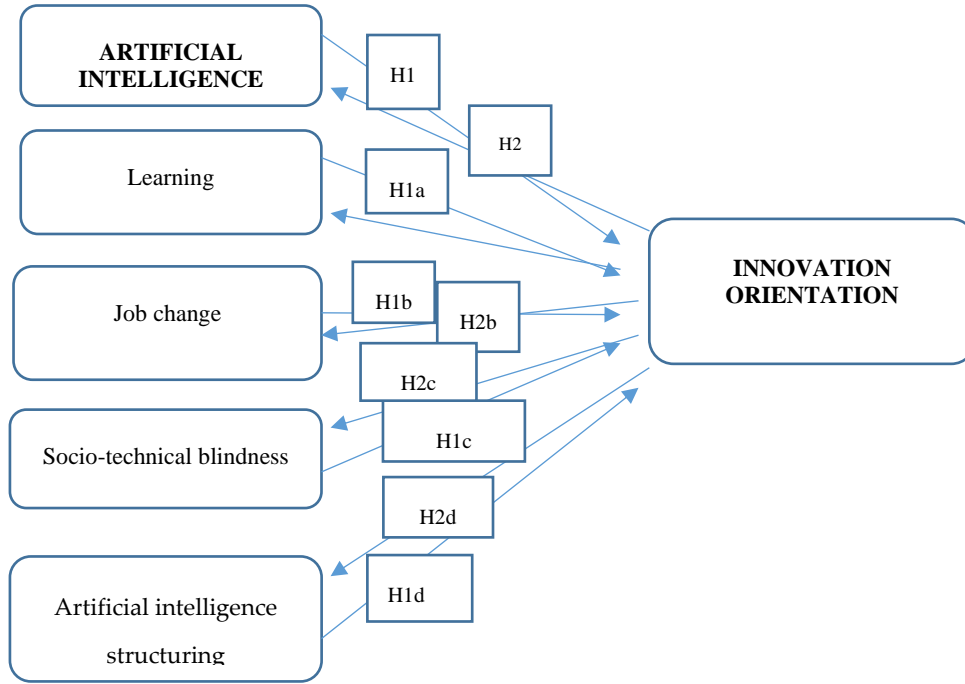 ARTIFICIAL
INTELLIGENCE
H1
H2
Learning
H1a
INNOVATION
ORIENTATION
Job change
H1b
H2b
H2c
Socio-technical blindness
H1c
H2d
Artificial intelligence
structuring
H1d